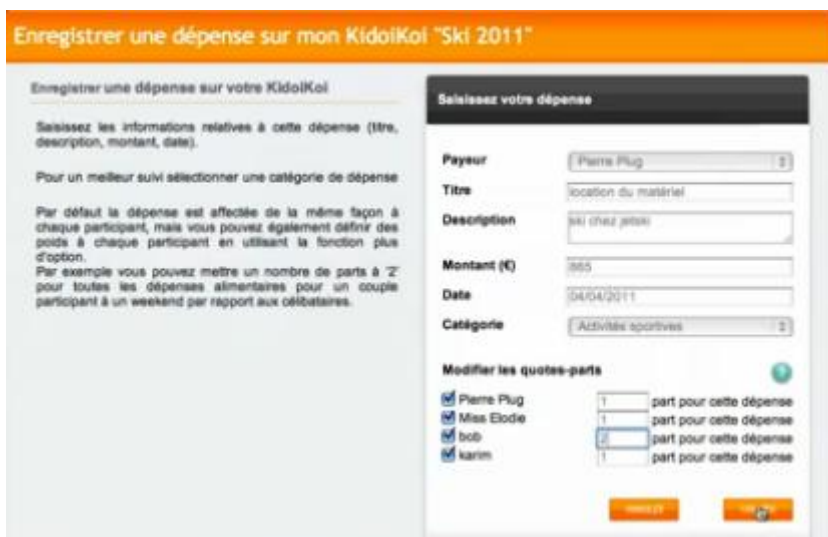 Enregistrer une dépense sur mon KidoiKoi "Ski 2011"
Enregistrer une dépense sur votre KidoiKoi
Saisissez les informations relatives à cette dépense (titre,
description, montant, date).
Pour un meilleur suivi sélectionner une catégorie de dépense
Par défaut la dépense est affectée de la même façon à
chaque participant, mais vous pouvez également définir des
poids à chaque participant en utilisant la fonction plus
d'option.
Par exemple vous pouvez mettre un nombre de parts à '2'
pour toutes les dépenses alimentaires pour un couple
participant à un weekend par rapport aux célibataires.
Saisissez votre dépense
Payeur Pierre Plug
Titre location du matériel
Description ski chez jetski
Montant (€) 865
Date 04/04/2011
Catégorie Activités sportives
Modifier les quotes-parts ?
Pierre Plug 1 part pour cette dépense
Miss Elodie 1 part pour cette dépense
bob 2 part pour cette dépense
karim 1 part pour cette dépense